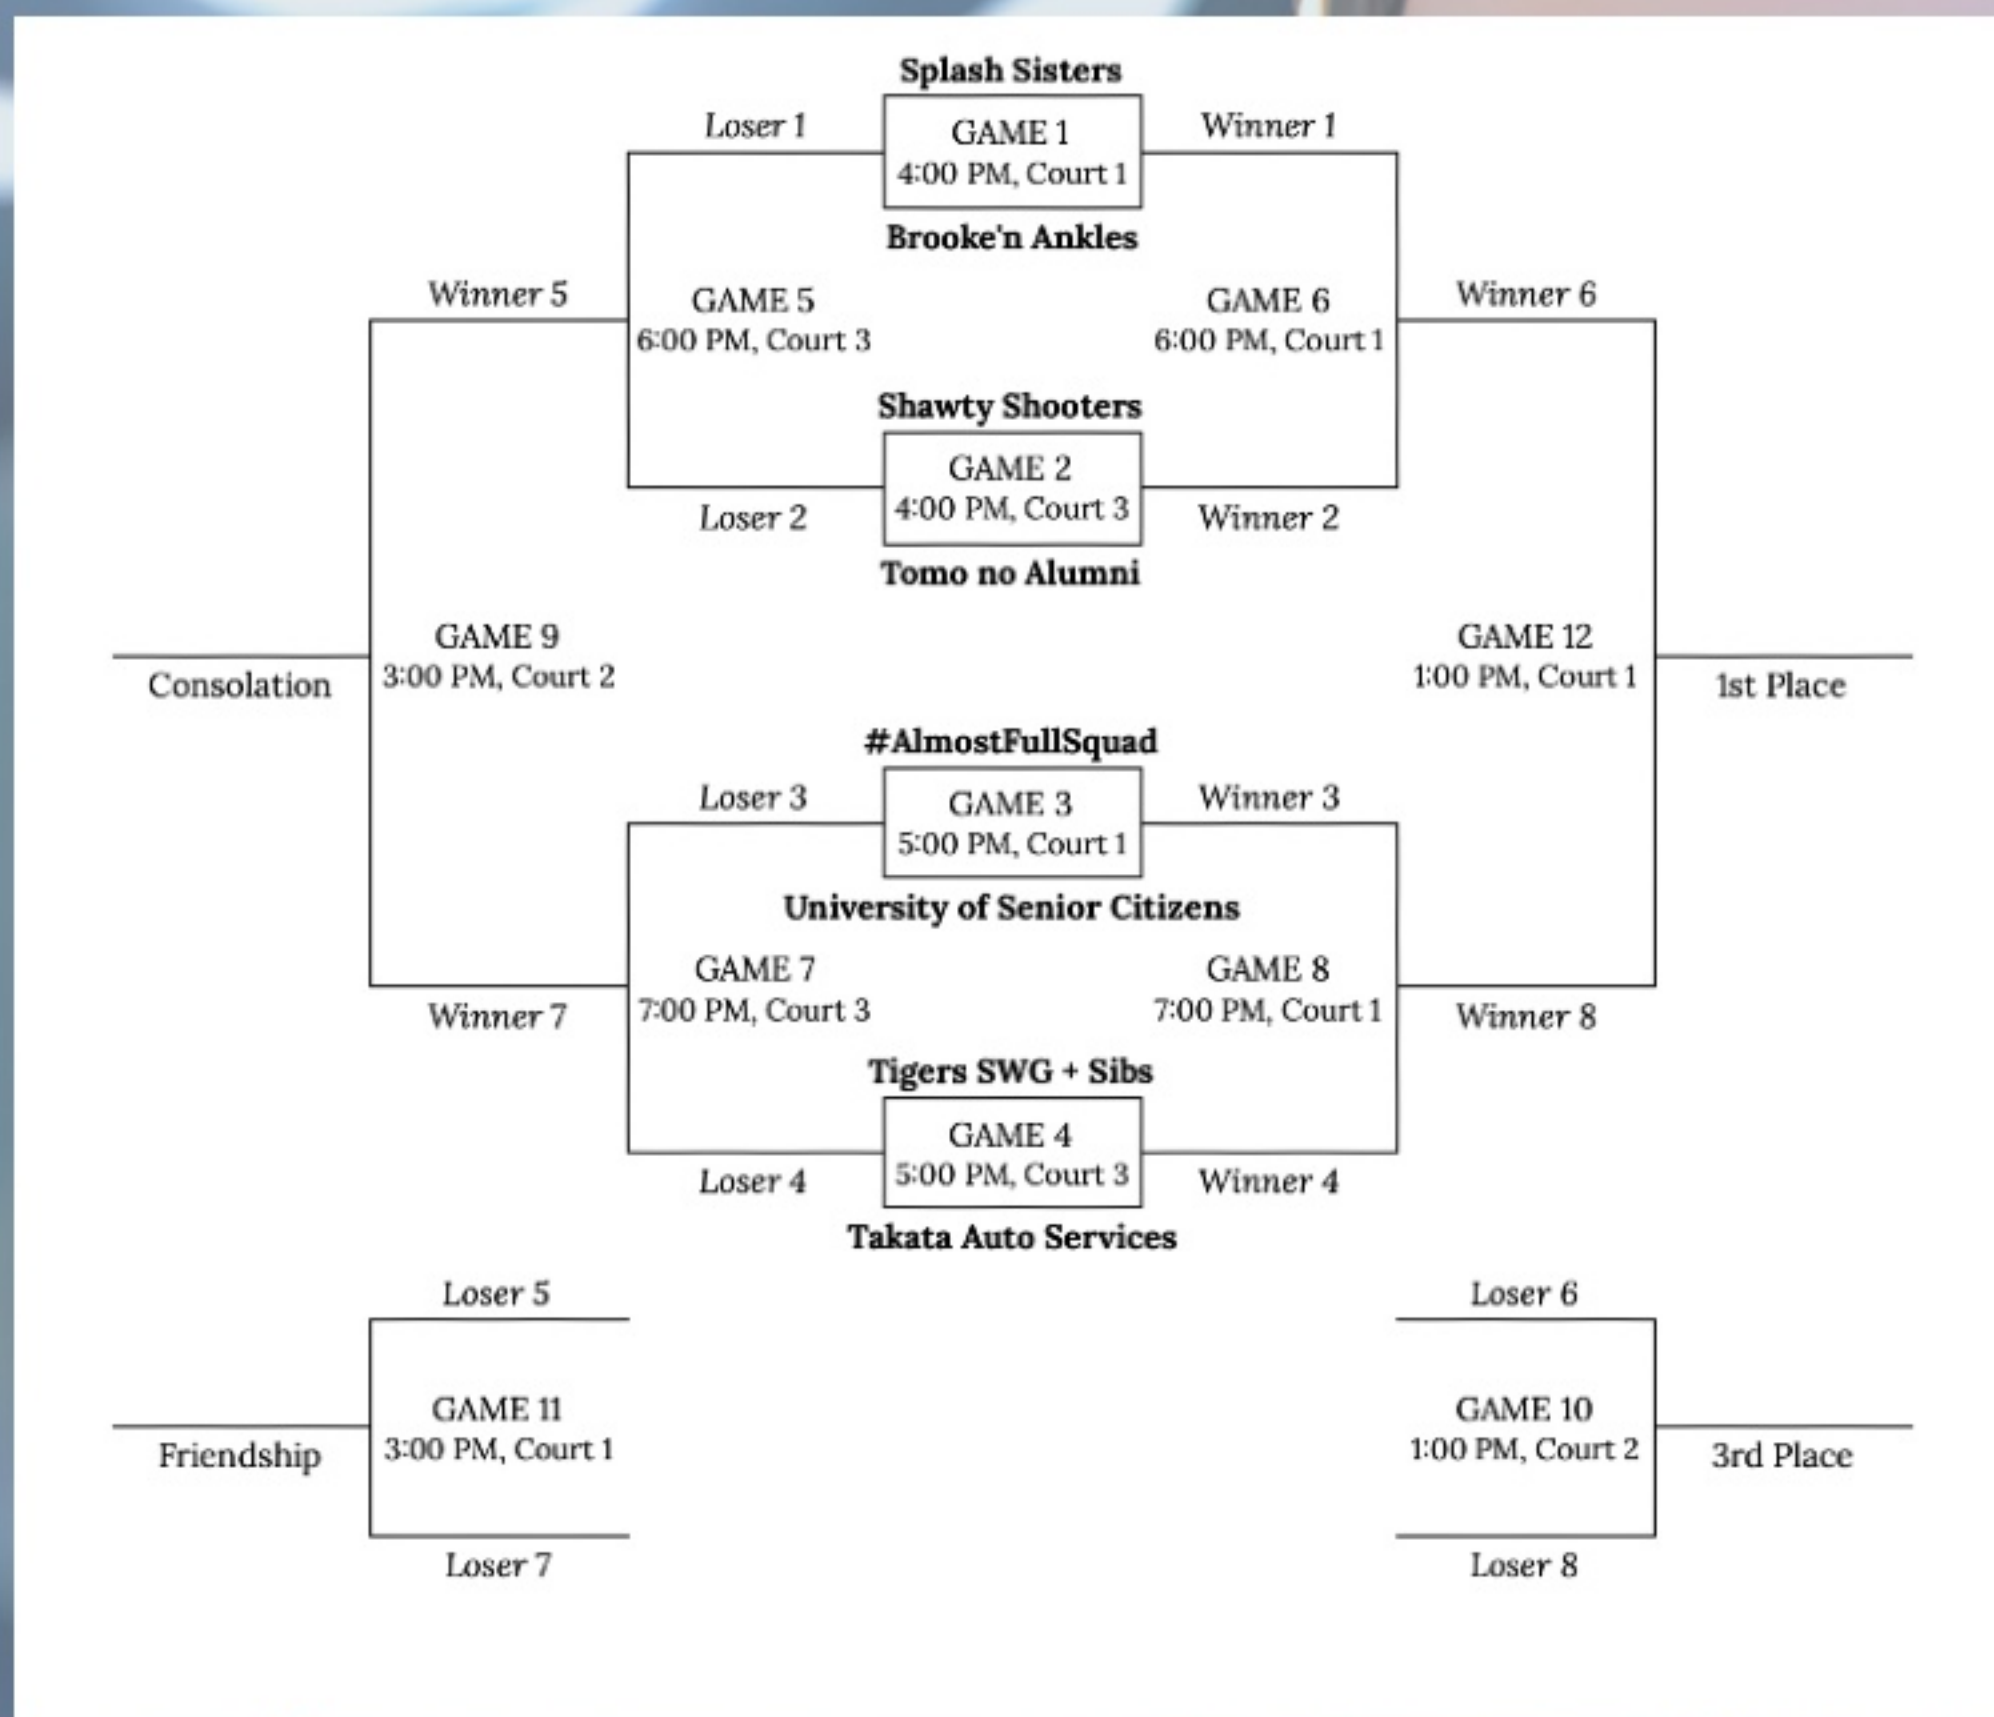 Splash Sisters
Loser 1
GAME 1
4:00 PM, Court 1
Winner 1
Brooke'n Ankles
Winner 5
GAME 5
6:00 PM, Court 3
GAME 6
6:00 PM, Court 1
Winner 6
Shawty Shooters
Loser 2
GAME 2
4:00 PM, Court 3
Winner 2
Tomo no Alumni
Consolation
GAME 9
3:00 PM, Court 2
GAME 12
1:00 PM, Court 1
1st Place
#AlmostFullSquad
Loser 3
GAME 3
5:00 PM, Court 1
Winner 3
University of Senior Citizens
Winner 7
GAME 7
7:00 PM, Court 3
GAME 8
7:00 PM, Court 1
Winner 8
Tigers SWG + Sibs
Loser 4
GAME 4
5:00 PM, Court 3
Winner 4
Takata Auto Services
Loser 5
GAME 11
3:00 PM, Court 1
Friendship
Loser 7
Loser 6
GAME 10
1:00 PM, Court 2
3rd Place
Loser 8